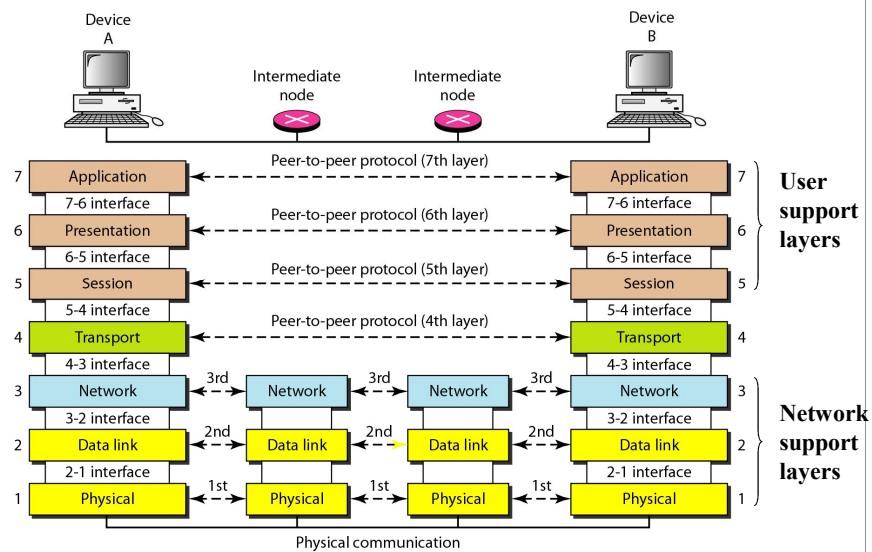 Device
A
Device
B
Intermediate
node
Intermediate
node
7 Application Peer-to-peer protocol (7th layer) Application 7
7-6 interface 7-6 interface
6 Presentation Peer-to-peer protocol (6th layer) Presentation 6
6-5 interface 6-5 interface
5 Session Peer-to-peer protocol (5th layer) Session 5
5-4 interface 5-4 interface
4 Transport Peer-to-peer protocol (4th layer) Transport 4
4-3 interface 4-3 interface
3 Network 3rd Network 3rd Network 3rd Network 3
3-2 interface 3-2 interface
2 Data link 2nd Data link 2nd Data link 2nd Data link 2
2-1 interface 2-1 interface
1 Physical 1st Physical 1st Physical 1st Physical 1
Physical communication
User
support
layers
Network
support
layers